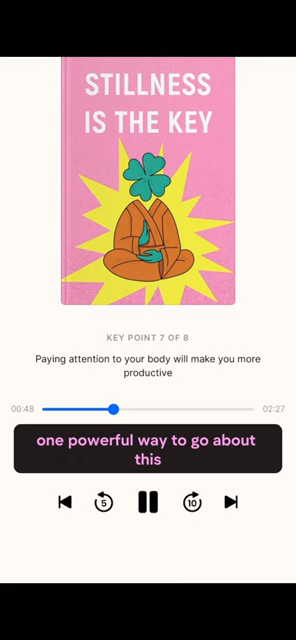 STILLNESS
IS THE KEY
KEY POINT 7 OF 8
Paying attention to your body will make you more
productive
00:48
02:27
one powerful way to go about
this
5
10